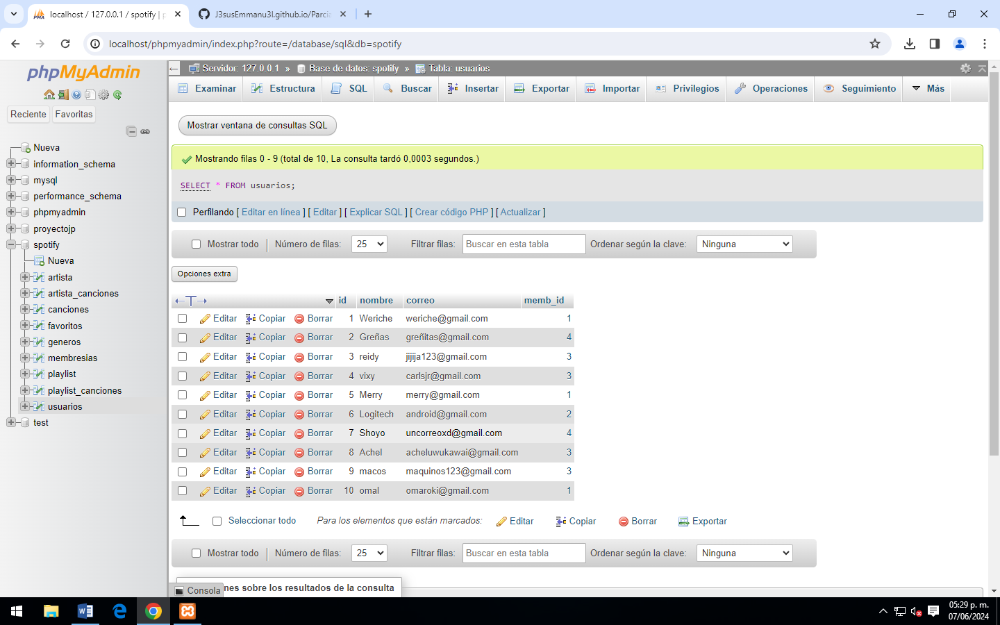 localhost / 127.0.0.1 / spotify | p
J3susEmmanu3l.github.io/Parcia
localhost/phpmyadmin/index.php?route=/database/sql&db=spotify
phpMyAdmin
Reciente
Favoritas
Nueva
information_schema
mysql
performance_schema
phpmyadmin
proyectojp
spotify
Nueva
artista
artista_canciones
canciones
favoritos
generos
membresias
playlist
playlist_canciones
usuarios
test
Servidor: 127.0.0.1 » Base de datos: spotify » Tabla: usuarios
Examinar Estructura SQL Buscar Insertar Exportar Importar Privilegios Operaciones Seguimiento Más
Mostrar ventana de consultas SQL
Mostrando filas 0 - 9 (total de 10, La consulta tardó 0,0003 segundos.)
SELECT * FROM usuarios;
Perfilando [ Editar en línea ] [ Editar ] [ Explicar SQL ] [ Crear código PHP ] [ Actualizar ]
Mostrar todo Número de filas: 25 Filtrar filas: Buscar en esta tabla Ordenar según la clave: Ninguna
Opciones extra
id nombre correo memb_id
Editar Copiar Borrar 1 Weriche weriche@gmail.com 1
Editar Copiar Borrar 2 Greñas greñitas@gmail.com 4
Editar Copiar Borrar 3 reidy jijija123@gmail.com 3
Editar Copiar Borrar 4 vixy carlsjr@gmail.com 3
Editar Copiar Borrar 5 Merry merry@gmail.com 1
Editar Copiar Borrar 6 Logitech android@gmail.com 2
Editar Copiar Borrar 7 Shoyo uncorreoxd@gmail.com 4
Editar Copiar Borrar 8 Achel acheluwukawai@gmail.com 3
Editar Copiar Borrar 9 macos maquinos123@gmail.com 3
Editar Copiar Borrar 10 omal omaroki@gmail.com 1
Seleccionar todo Para los elementos que están marcados: Editar Copiar Borrar Exportar
Mostrar todo Número de filas: 25 Filtrar filas: Buscar en esta tabla Ordenar según la clave: Ninguna
nes sobre los resultados de la consulta
Consola
05:29 p. m.
07/06/2024